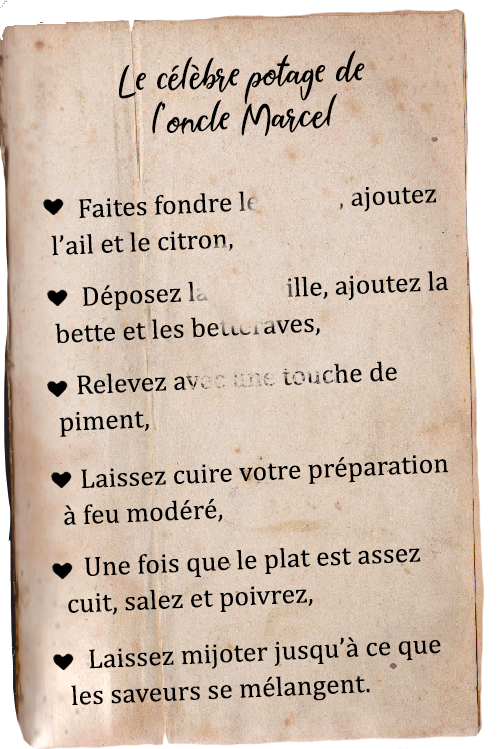 Le célèbre potage de
l'oncle Marcel
♥ Faites fondre le , ajoutez
l'ail et le citron,
♥ Déposez la ille, ajoutez la
bette et les betteraves,
♥ Relevez avec une touche de
piment,
♥ Laissez cuire votre préparation
à feu modéré,
♥ Une fois que le plat est assez
cuit, salez et poivrez,
♥ Laissez mijoter jusqu'à ce que
les saveurs se mélangent.